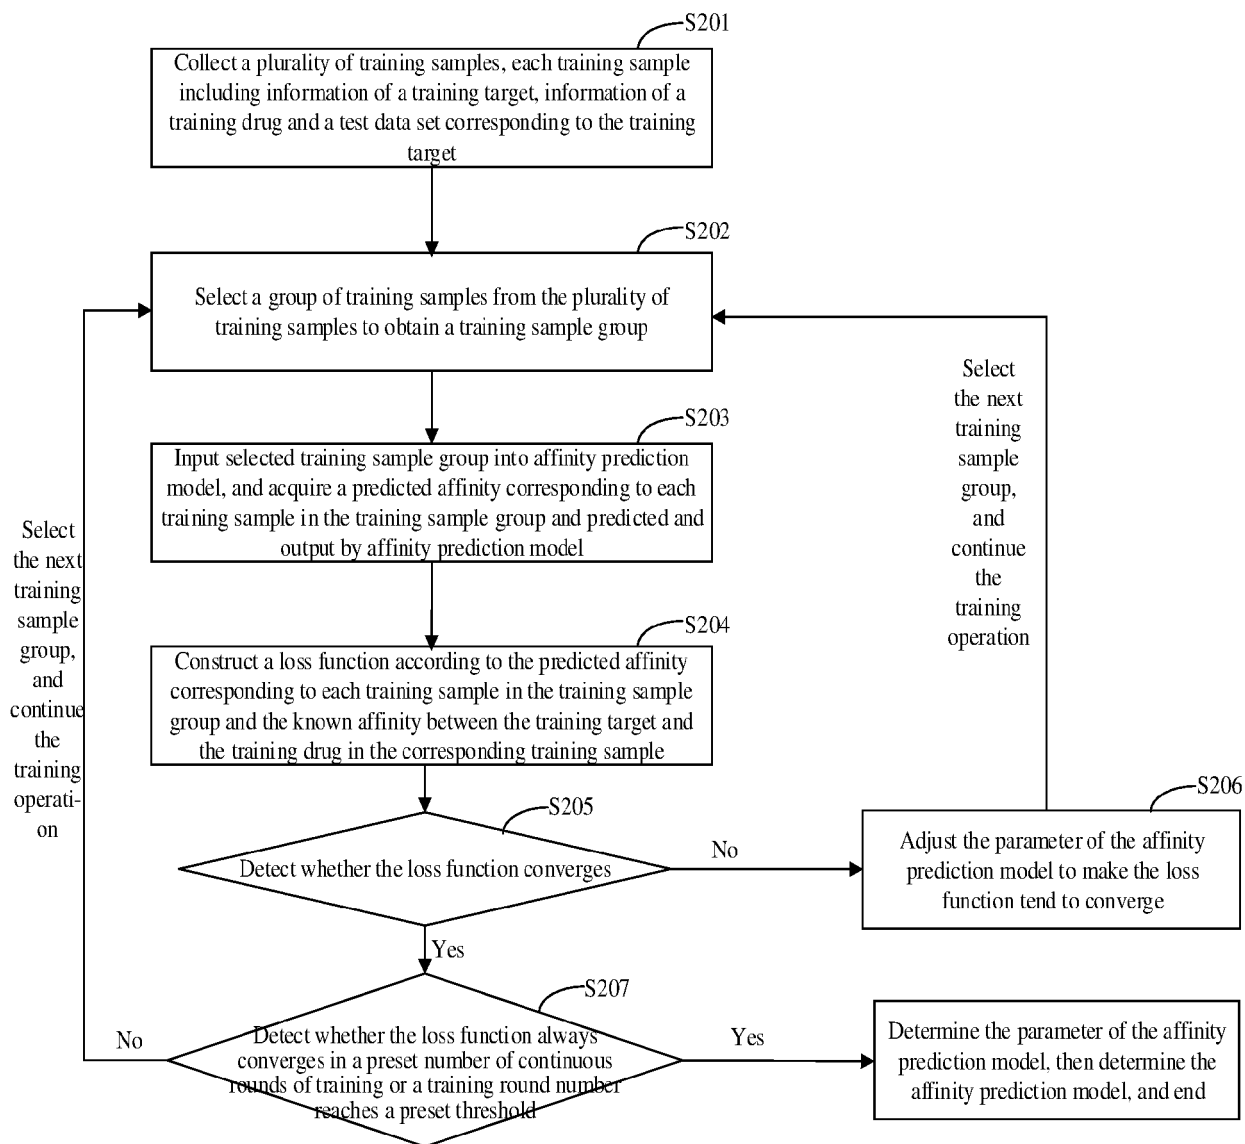 S201
Collect a plurality of training samples, each training sample
including information of a training target, information of a
training drug and a test data set corresponding to the training
target
S202
Select a group of training samples from the plurality of
training samples to obtain a training sample group
S203
Input selected training sample group into affinity prediction
model, and acquire a predicted affinity corresponding to each
training sample in the training sample group and predicted and
output by affinity prediction model
Select
the next
training
sample
group,
and
continue
the
training
operation
Select
the next
training
sample
group,
and
continue
the
training
operati-
on
S204
Construct a loss function according to the predicted affinity
corresponding to each training sample in the training sample
group and the known affinity between the training target and
the training drug in the corresponding training sample
S205
Detect whether the loss function converges
No
S206
Adjust the parameter of the affinity
prediction model to make the loss
function tend to converge
Yes
S207
Detect whether the loss function always
converges in a preset number of continuous
rounds of training or a training round number
reaches a preset threshold
No
Yes
Determine the parameter of the affinity
prediction model, then determine the
affinity prediction model, and end